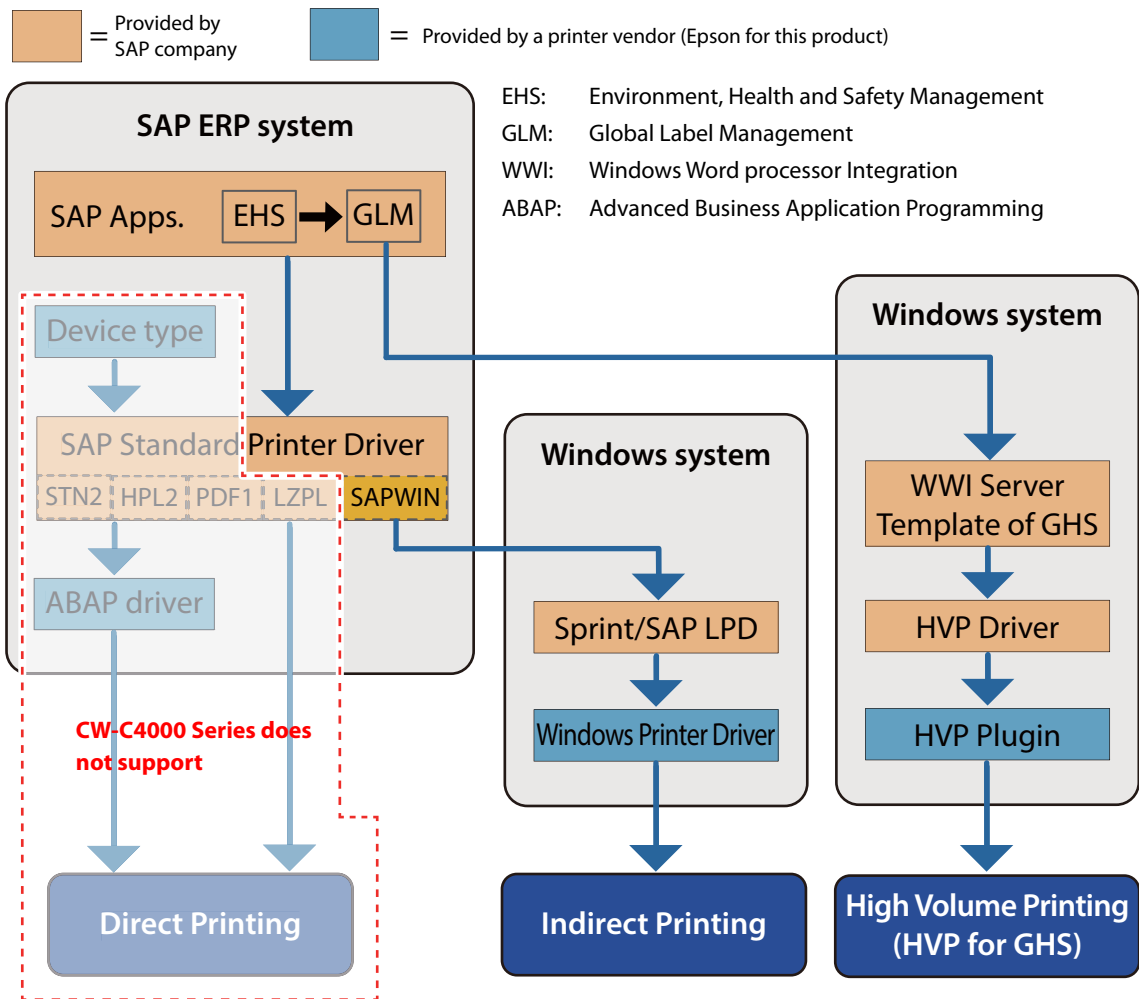 = Provided by
SAP company
= Provided by a printer vendor (Epson for this product)
EHS: Environment, Health and Safety Management
GLM: Global Label Management
WWI: Windows Word processor Integration
ABAP: Advanced Business Application Programming
SAP ERP system
SAP Apps.
EHS
GLM
Device type
SAP Standard Printer Driver
STN2
HPL2
PDF1
LZPL
SAPWIN
ABAP driver
CW-C4000 Series does
not support
Direct Printing
Windows system
Sprint/SAP LPD
Windows Printer Driver
Indirect Printing
Windows system
WWI Server
Template of GHS
HVP Driver
HVP Plugin
High Volume Printing
(HVP for GHS)